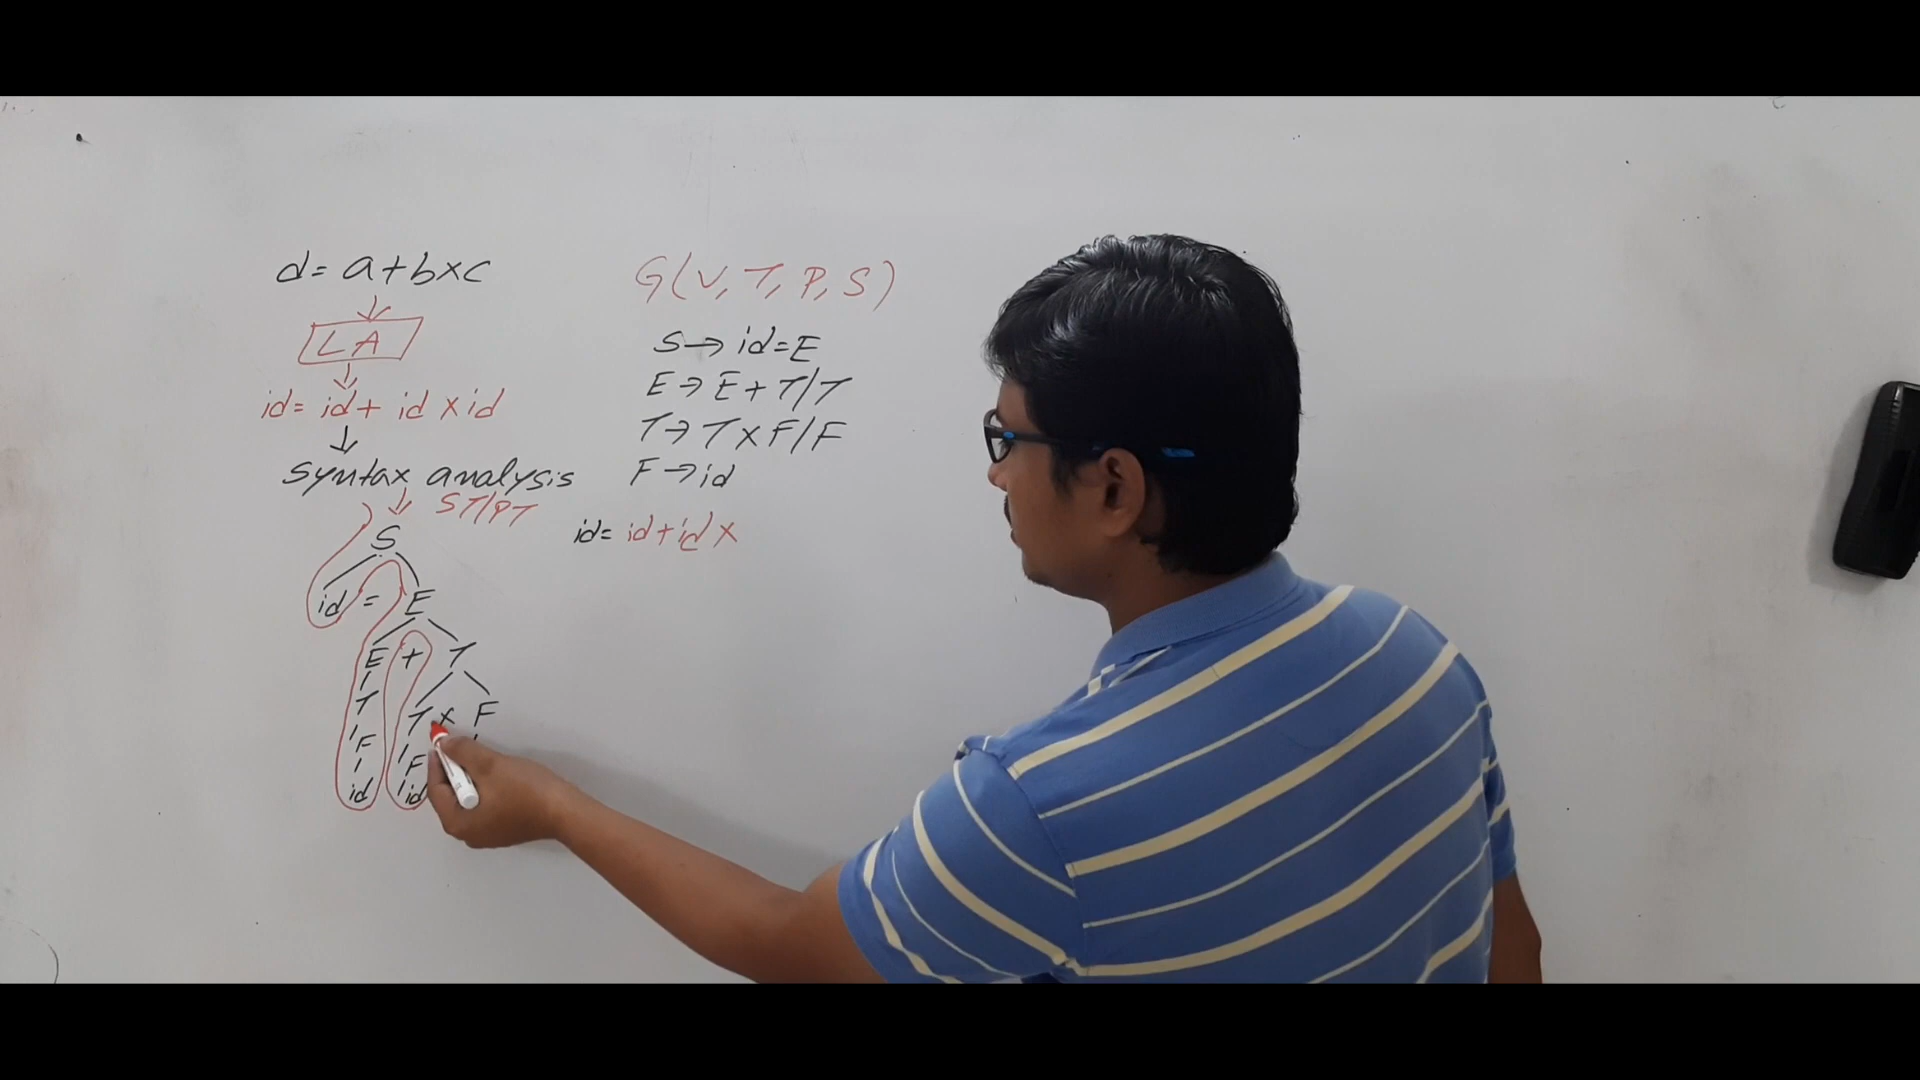 d = a + b × c
LA
id = id + id × id
syntax analysis
ST/PT
S
id = E
E + T
T
T × F
F
F
id
id
G(V, T, P, S)
S → id = E
E → E + T / T
T → T × F / F
F → id
id = id + id ×